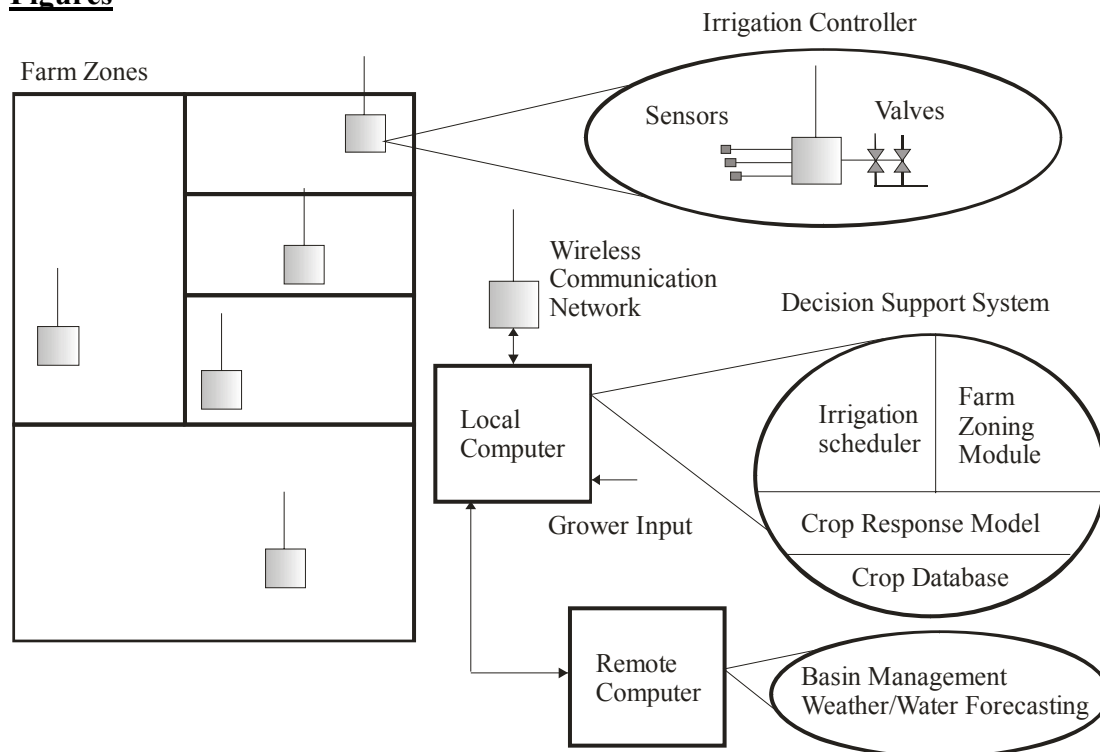 Figures
Irrigation Controller
Farm Zones
Sensors
Valves
Wireless
Communication
Network
Decision Support System
Local
Computer
Irrigation
scheduler
Farm
Zoning
Module
Grower Input
Crop Response Model
Crop Database
Remote
Computer
Basin Management
Weather/Water Forecasting